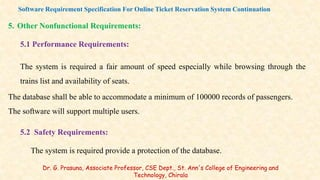 Software Requirement Specification For Online Ticket Reservation System Continuation
5. Other Nonfunctional Requirements:
5.1 Performance Requirements:
The system is required a fair amount of speed especially while browsing through the
trains list and availability of seats.
The database shall be able to accommodate a minimum of 100000 records of passengers.
The software will support multiple users.
5.2 Safety Requirements:
The system is required provide a protection of the database.
Dr. G. Prasuna, Associate Professor, CSE Dept., St. Ann's College of Engineering and
Technology, Chirala